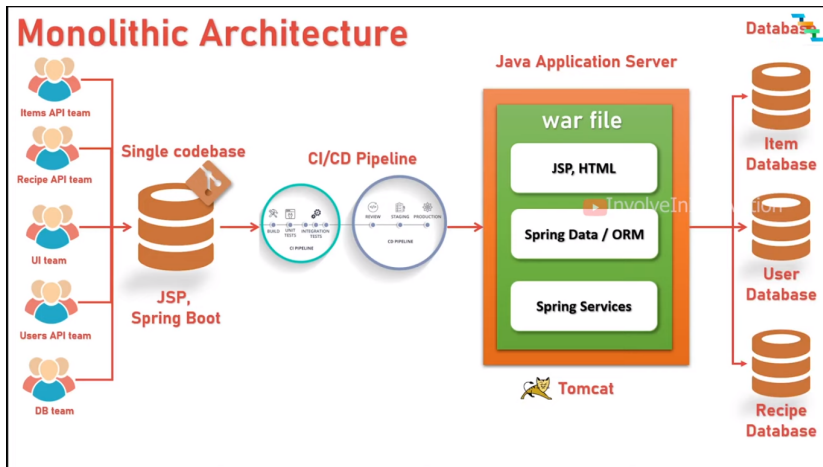 Monolithic Architecture
Items API team
Recipe API team
UI team
Users API team
DB team
Single codebase
JSP,
Spring Boot
CI/CD Pipeline
BUILD
UNIT
TESTS
INTEGRATION
TESTS
CI PIPELINE
REVIEW
STAGING
PRODUCTION
CD PIPELINE
Java Application Server
war file
JSP, HTML
Spring Data / ORM
Spring Services
Tomcat
Database
Item
Database
User
Database
Recipe
Database